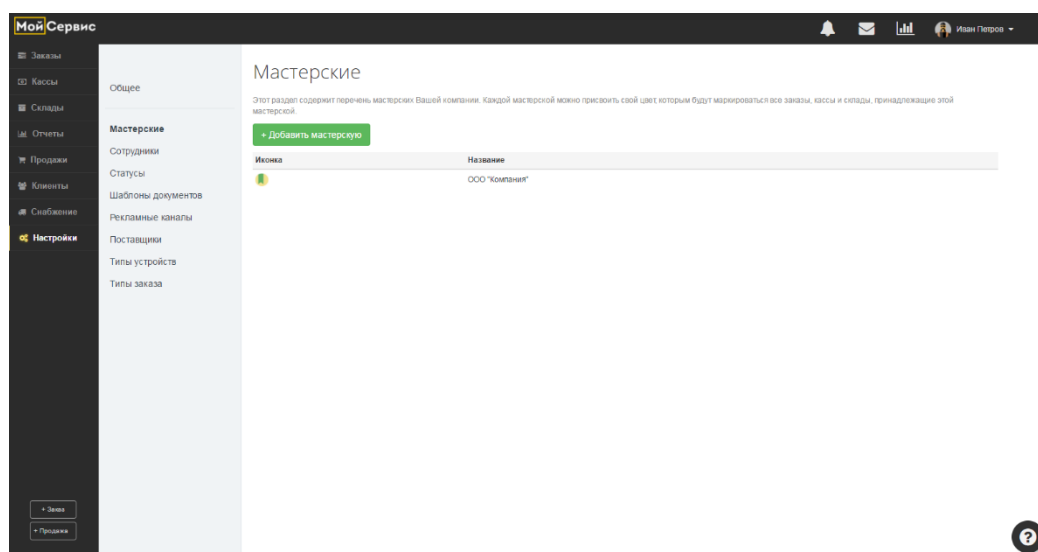 МойСервис
Иван Петров
Заказы
Кассы
Склады
Отчеты
Продажи
Клиенты
Снабжение
Настройки
+ Заказ
+ Продажа
Общее
Мастерские
Сотрудники
Статусы
Шаблоны документов
Рекламные каналы
Поставщики
Типы устройств
Типы заказа
Мастерские
Этот раздел содержит перечень мастерских Вашей компании. Каждой мастерской можно присвоить свой цвет, которым будут маркироваться все заказы, кассы и склады, принадлежащие этой
мастерской.
+ Добавить мастерскую
Иконка Название
ООО "Компания"
?